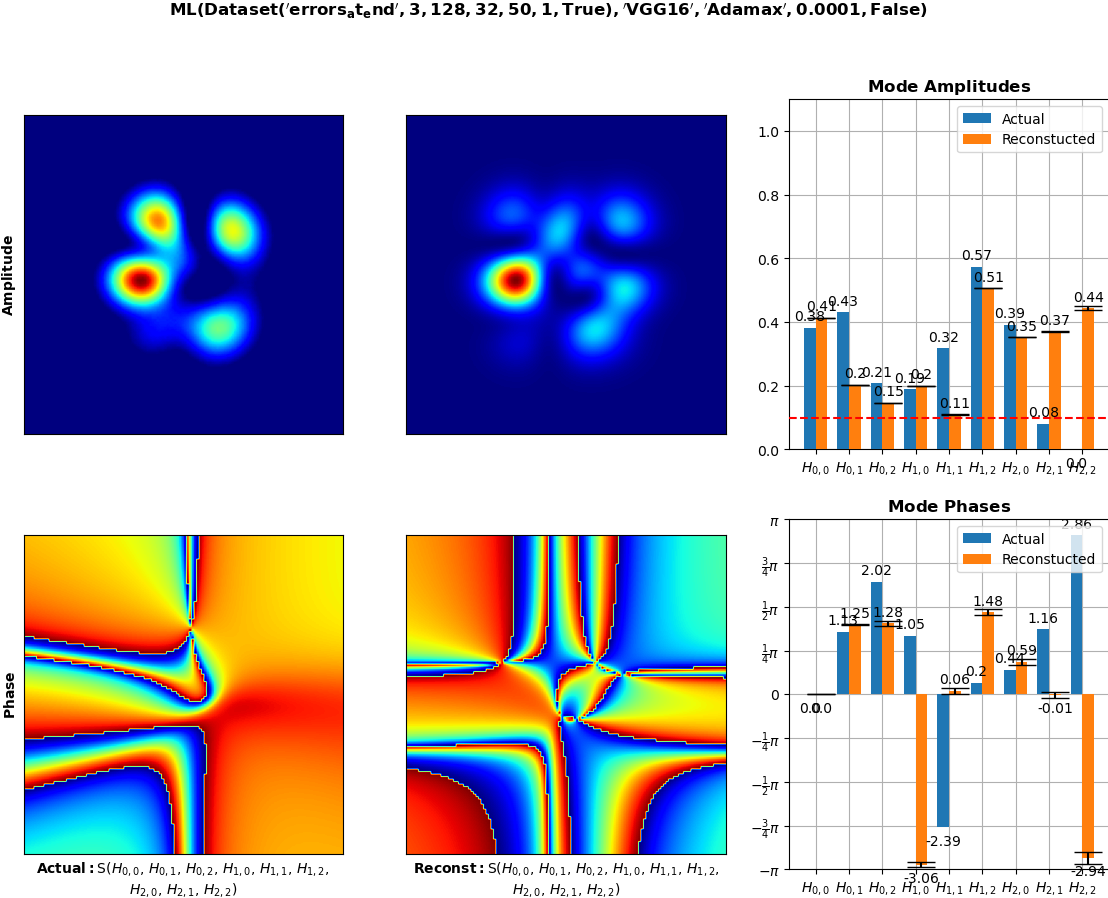 ML(Dataset('errors_at_end', 3, 128, 32, 50, 1, True), 'VGG16', 'Adamax', 0.0001, False)
Amplitude
Mode Amplitudes
Actual
Reconstucted
1.0
0.8
0.6
0.4
0.2
0.0
0.38 0.41 0.43 0.2 0.21 0.15 0.19 0.2 0.32 0.11 0.57 0.51 0.39 0.35 0.08 0.37 0.0 0.44
H0,0 H0,1 H0,2 H1,0 H1,1 H1,2 H2,0 H2,1 H2,2
Phase
Actual: S(H0,0, H0,1, H0,2, H1,0, H1,1, H1,2,
H2,0, H2,1, H2,2)
Reconst: S(H0,0, H0,1, H0,2, H1,0, H1,1, H1,2,
H2,0, H2,1, H2,2)
Mode Phases
Actual
Reconstucted
π
3/4π
1/2π
1/4π
0
−1/4π
−1/2π
−3/4π
−π
0.0 0.0 1.13 1.25 2.02 1.28 1.05 -3.06 -2.39 0.06 0.2 1.48 0.44 0.59 1.16 -0.01 2.86 -2.94
H0,0 H0,1 H0,2 H1,0 H1,1 H1,2 H2,0 H2,1 H2,2